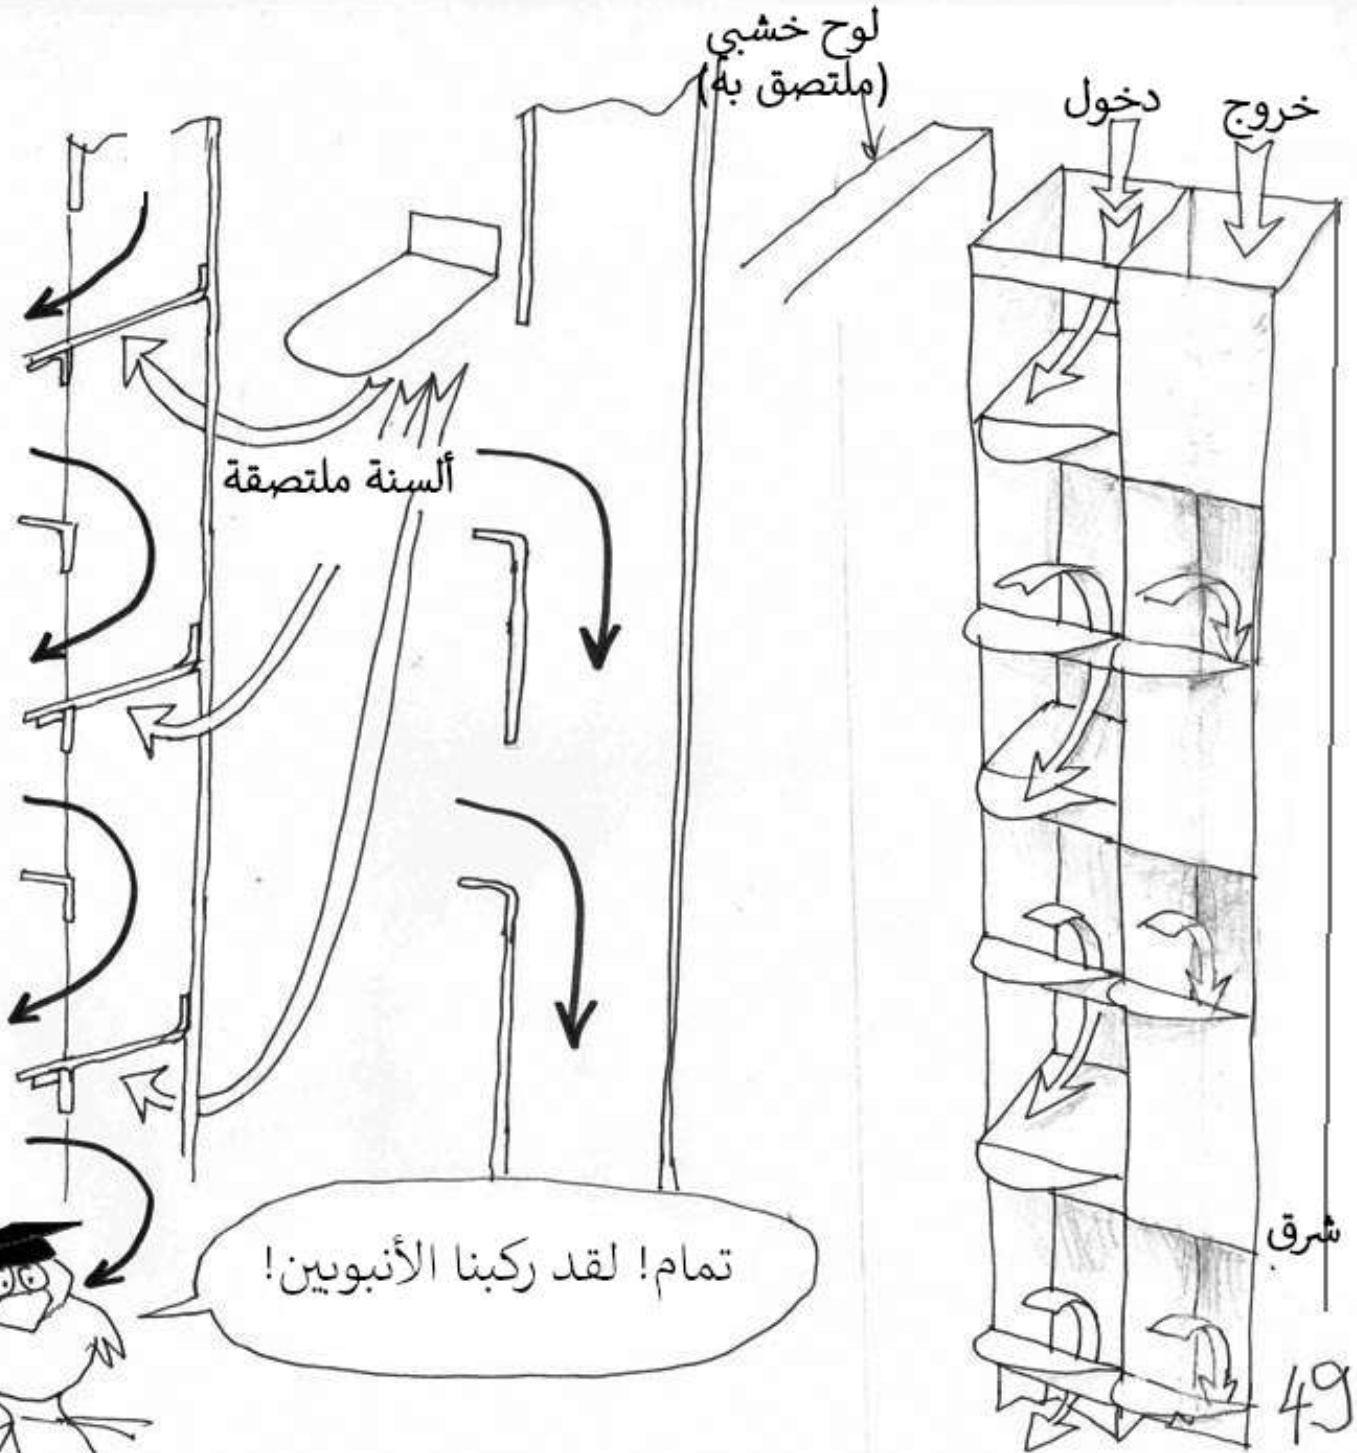 لوح خشبي
(ملتصق به)
خروج
دخول
ألسنة ملتصقة
شرق
تمام! لقد ركبنا الأنبوبين!
49